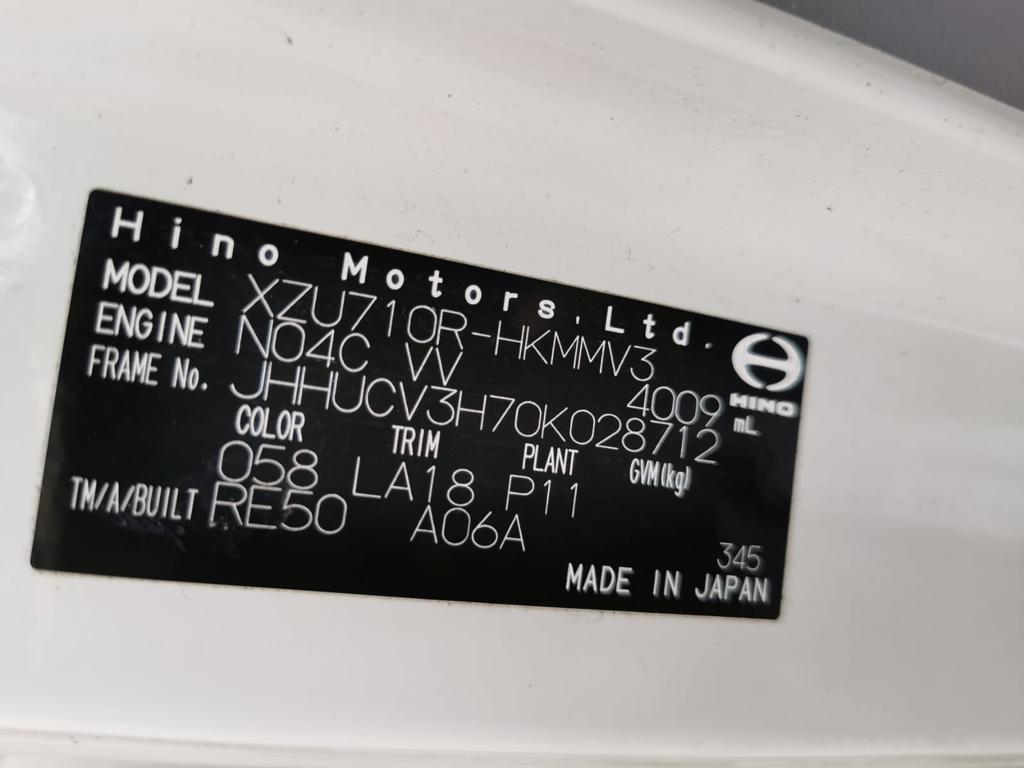 Hino Motors,Ltd.
HINO
MODEL XZU710R-HKMMV3
ENGINE N04C VV 4009 mL
FRAME No. JHHUCV3H70K028712
COLOR TRIM PLANT GVM(kg)
058 LA18 P11
TM/A/BUILT RE50 A06A
345
MADE IN JAPAN